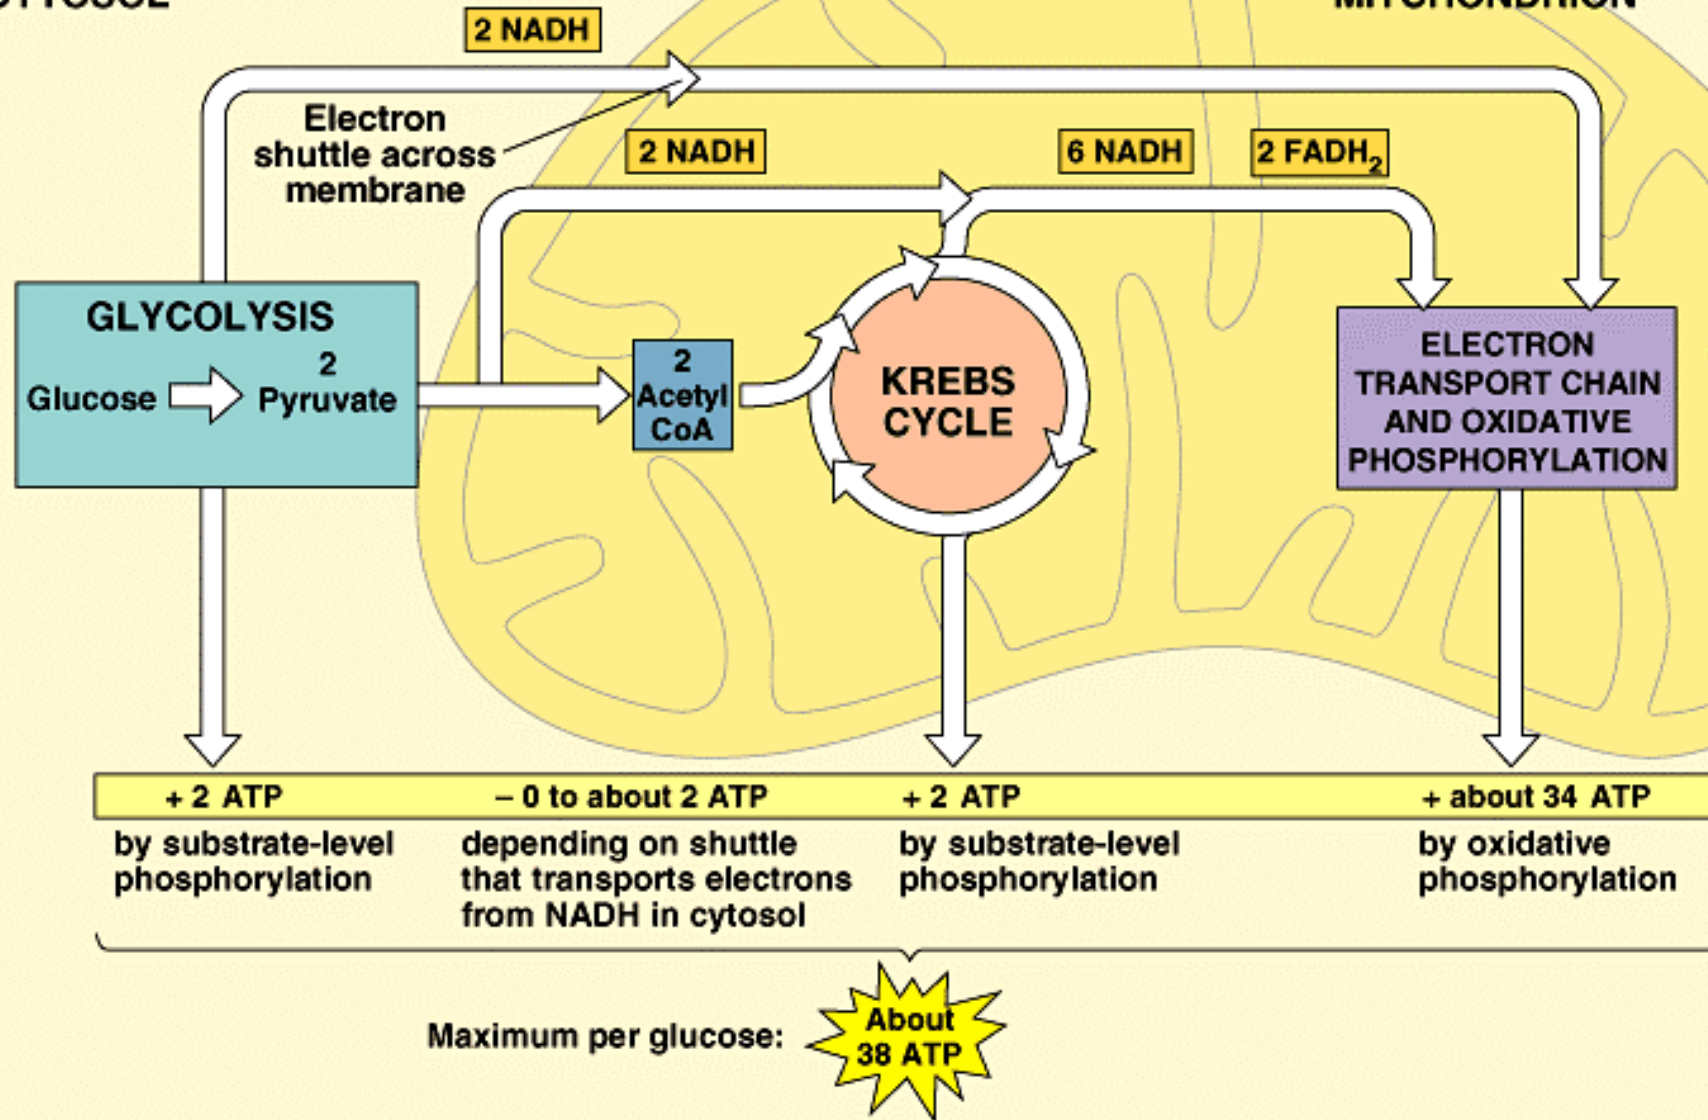 CYTOSOL
MITCHONDRION
2 NADH
Electron
shuttle across
membrane
2 NADH
6 NADH
2 FADH₂
GLYCOLYSIS
2
Glucose
Pyruvate
2
Acetyl
CoA
KREBS
CYCLE
ELECTRON
TRANSPORT CHAIN
AND OXIDATIVE
PHOSPHORYLATION
+ 2 ATP
by substrate-level
phosphorylation
– 0 to about 2 ATP
depending on shuttle
that transports electrons
from NADH in cytosol
+ 2 ATP
by substrate-level
phosphorylation
+ about 34 ATP
by oxidative
phosphorylation
Maximum per glucose:
About
38 ATP